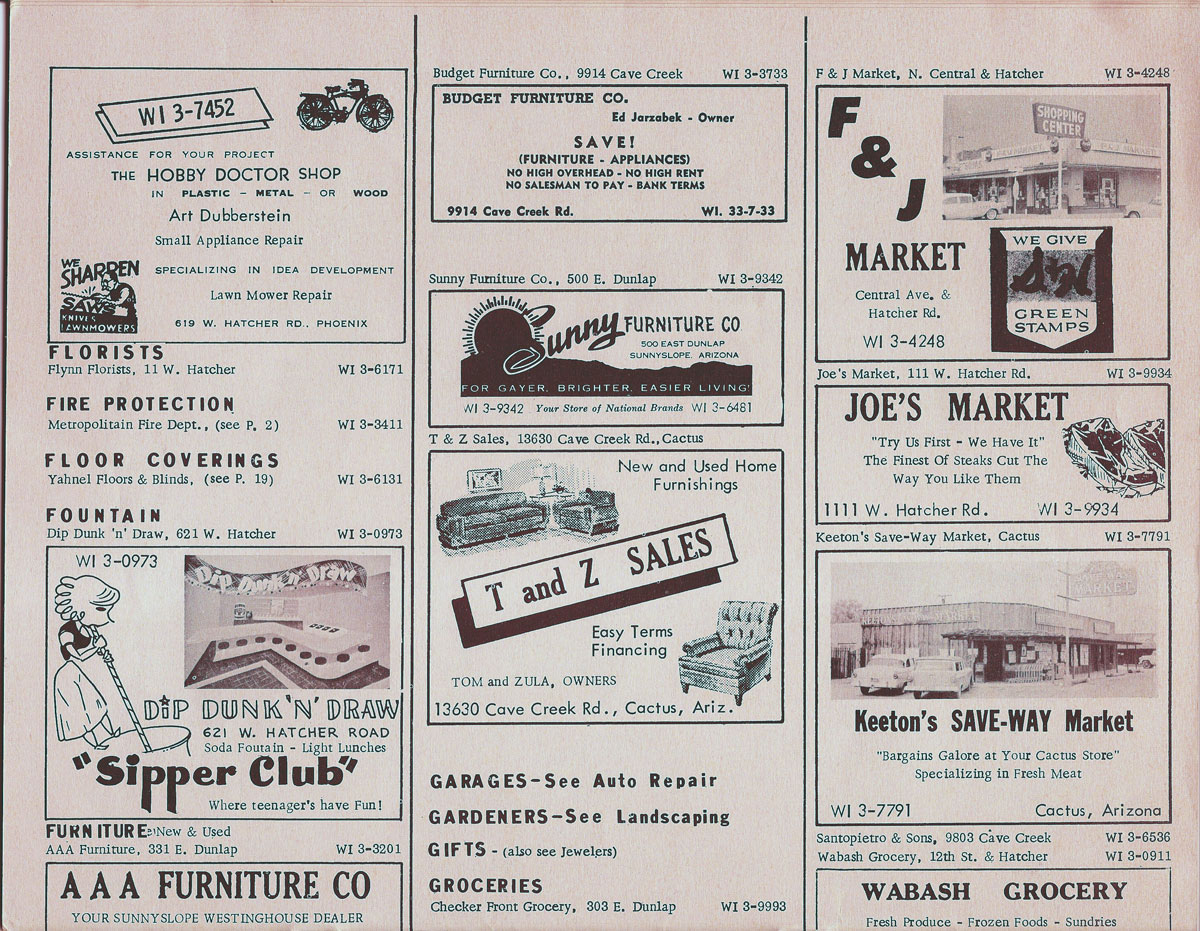 WI 3-7452
ASSISTANCE FOR YOUR PROJECT
THE HOBBY DOCTOR SHOP
IN PLASTIC - METAL - OR WOOD
Art Dubberstein
Small Appliance Repair
WE
SHARPEN
SAWS
KNIVES
LAWNMOWERS
SPECIALIZING IN IDEA DEVELOPMENT
Lawn Mower Repair
619 W. HATCHER RD., PHOENIX
FLORISTS
Flynn Florists, 11 W. Hatcher WI 3-6171
FIRE PROTECTION
Metropolitain Fire Dept., (see P. 2) WI 3-3411
FLOOR COVERINGS
Yahnel Floors & Blinds, (see P. 19) WI 3-6131
FOUNTAIN
Dip Dunk 'n' Draw, 621 W. Hatcher WI 3-0973
WI 3-0973
Dip Dunk 'n' Draw
DIP DUNK 'N' DRAW
621 W. HATCHER ROAD
Soda Foutain - Light Lunches
"Sipper Club"
Where teenager's have Fun!
FURNITURE New & Used
AAA Furniture, 331 E. Dunlap WI 3-3201
AAA FURNITURE CO
YOUR SUNNYSLOPE WESTINGHOUSE DEALER
Budget Furniture Co., 9914 Cave Creek WI 3-3733
BUDGET FURNITURE CO.
Ed Jarzabek - Owner
SAVE!
(FURNITURE - APPLIANCES)
NO HIGH OVERHEAD - NO HIGH RENT
NO SALESMAN TO PAY - BANK TERMS
9914 Cave Creek Rd. WI. 33-7-33
Sunny Furniture Co., 500 E. Dunlap WI 3-9342
Sunny FURNITURE CO
500 EAST DUNLAP
SUNNYSLOPE, ARIZONA
FOR GAYER, BRIGHTER, EASIER LIVING!
WI 3-9342 Your Store of National Brands WI 3-6481
T & Z Sales, 13630 Cave Creek Rd., Cactus
New and Used Home
Furnishings
T and Z SALES
Easy Terms
Financing
TOM and ZULA, OWNERS
13630 Cave Creek Rd., Cactus, Ariz.
GARAGES-See Auto Repair
GARDENERS-See Landscaping
GIFTS - (also see Jewelers)
GROCERIES
Checker Front Grocery, 303 E. Dunlap WI 3-9993
F & J Market, N. Central & Hatcher WI 3-4248
F
&
J
SHOPPING
CENTER
MARKET
Central Ave. &
Hatcher Rd.
WI 3-4248
WE GIVE
S&H
GREEN
STAMPS
Joe's Market, 111 W. Hatcher Rd. WI 3-9934
JOE'S MARKET
"Try Us First - We Have It"
The Finest Of Steaks Cut The
Way You Like Them
1111 W. Hatcher Rd. WI 3-9934
Keeton's Save-Way Market, Cactus WI 3-7791
MARKET
Keeton's SAVE-WAY Market
"Bargains Galore at Your Cactus Store"
Specializing in Fresh Meat
WI 3-7791 Cactus, Arizona
Santopietro & Sons, 9803 Cave Creek WI 3-6536
Wabash Grocery, 12th St. & Hatcher WI 3-0911
WABASH GROCERY
Fresh Produce - Frozen Foods - Sundries